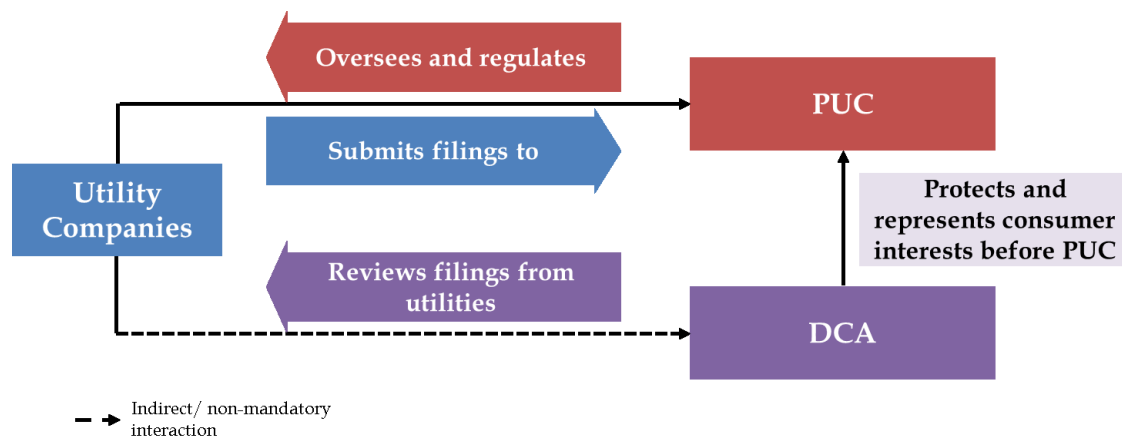 Oversees and regulates
PUC
Submits filings to
Utility
Companies
Protects and
represents consumer
interests before PUC
Reviews filings from
utilities
DCA
Indirect/ non-mandatory
interaction